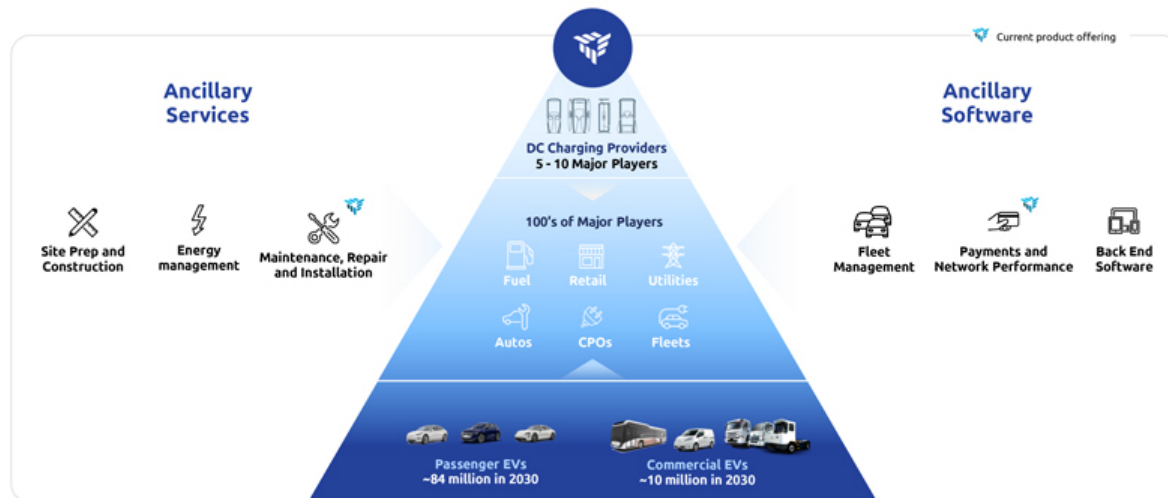 Current product offering
Ancillary
Services
Ancillary
Software
DC Charging Providers
5 - 10 Major Players
100's of Major Players
Site Prep and
Construction
Energy
management
Maintenance, Repair
and Installation
Fuel
Retail
Utilities
Autos
CPOs
Fleets
Fleet
Management
Payments and
Network Performance
Back End
Software
Passenger EVs
~84 million in 2030
Commercial EVs
~10 million in 2030